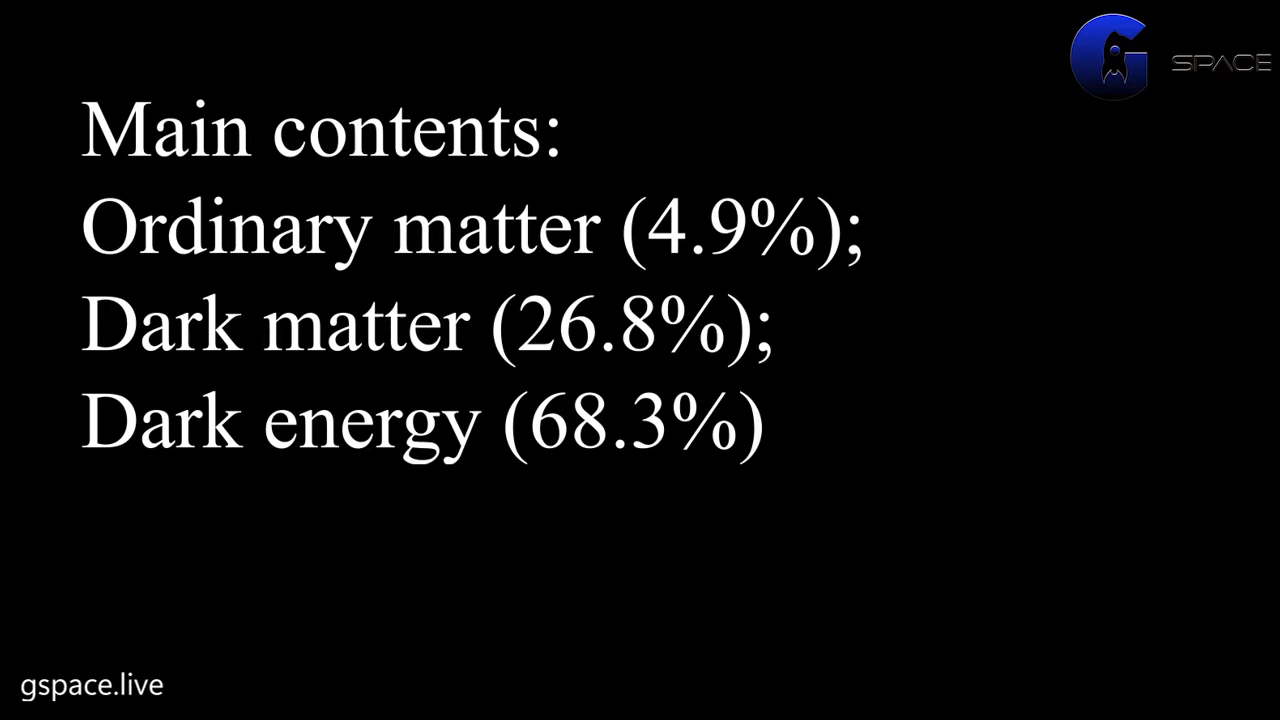 G SPACE
Main contents:
Ordinary matter (4.9%);
Dark matter (26.8%);
Dark energy (68.3%)
gspace.live